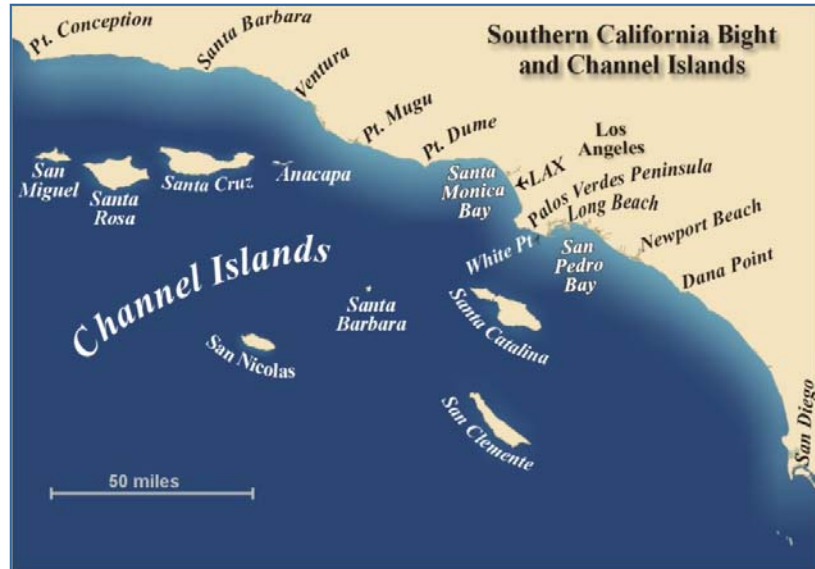 Southern California Bight
and Channel Islands
Pt. Conception
Santa Barbara
Ventura
Pt. Mugu
Pt. Dume
Los
Angeles
LAX
Santa
Monica
Bay
Palos Verdes Peninsula
Long Beach
Newport Beach
Dana Point
San Diego
White Pt
San
Pedro
Bay
San
Miguel
Santa
Rosa
Santa Cruz
Anacapa
Channel Islands
Santa
Barbara
San Nicolas
Santa Catalina
San Clemente
50 miles